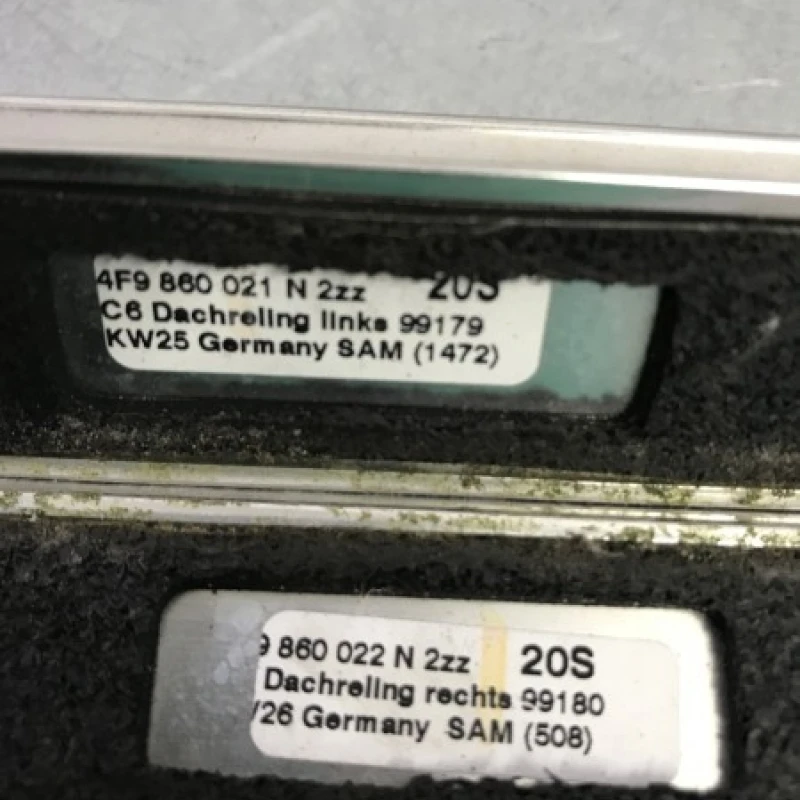 4F9 860 021 N 2zz 20S
C6 Dachreling links 99179
KW25 Germany SAM (1472)
9 860 022 N 2zz 20S
Dachreling rechts 99180
/26 Germany SAM (508)